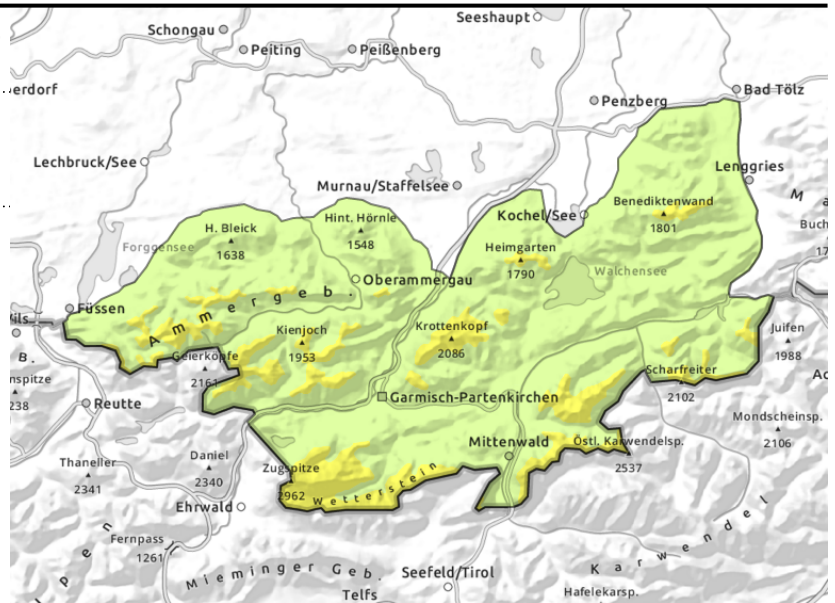 Seeshaupt
Schongau
Peiting
Peißenberg
Bad Tölz
Penzberg
Lechbruck/See
Lenggries
Murnau/Staffelsee
Benediktenwand
1801
Kochel/See
Hint. Hörnle
1548
H. Bleick
1638
Forggensee
Heimgarten
1790
Walchensee
Oberammergau
Ammergeb.
Füssen
Kienjoch
1953
Krottenkopf
2086
Juifen
1988
B.
Geierköpfe
2161
Scharfreiter
2102
Garmisch-Partenkirchen
Reutte
Mondscheinsp.
2106
Mittenwald
Östl. Karwendelsp.
2537
Thaneller
2341
Daniel
2340
Zugspitze
2962
Wetterstein
Ehrwald
Fernpass
1261
Karwendel
Mieminger Geb.
Seefeld/Tirol
Telfs
Hafelekarsp.